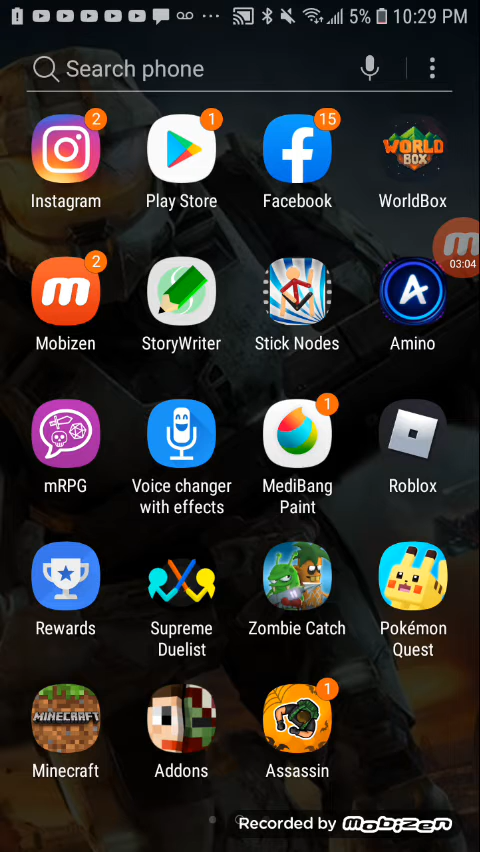 5% 10:29 PM
Search phone
2
1
15
WORLD
BOX
Instagram
Play Store
Facebook
WorldBox
2
03:04
Mobizen
StoryWriter
Stick Nodes
Amino
1
mRPG
Voice changer
with effects
MediBang
Paint
Roblox
Rewards
Supreme
Duelist
Zombie Catch
Pokémon
Quest
MINECRAFT
1
Minecraft
Addons
Assassin
Recorded by mobizen